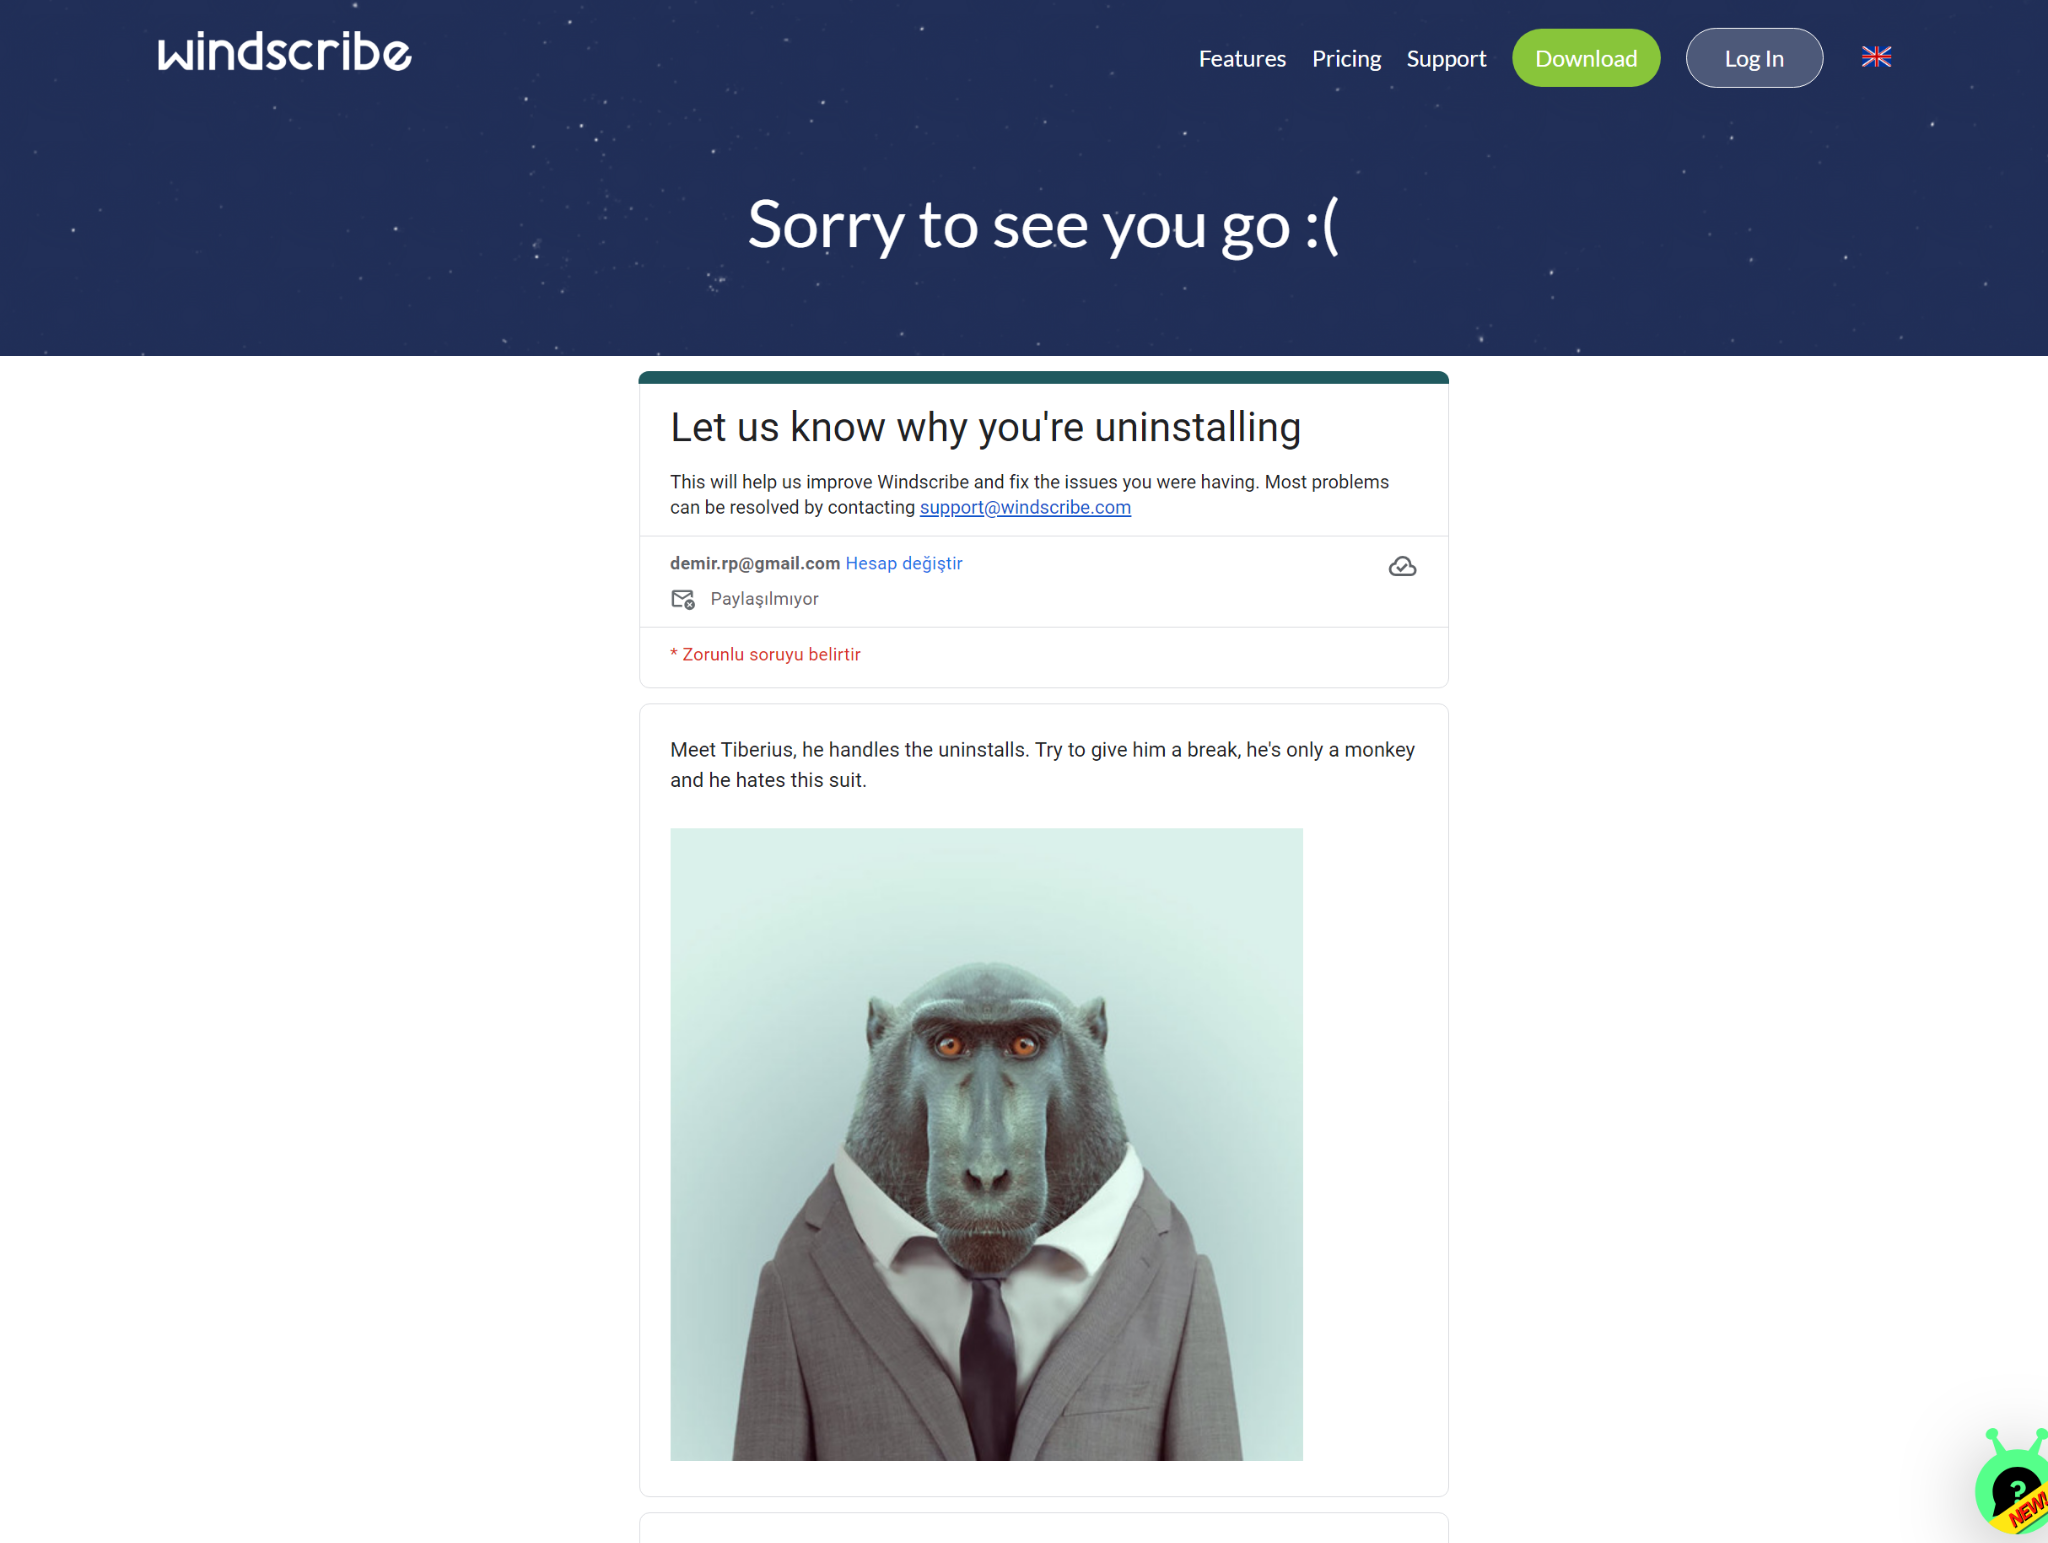 windscribe
Features Pricing Support Download Log In
Sorry to see you go :(
Let us know why you're uninstalling
This will help us improve Windscribe and fix the issues you were having. Most problems
can be resolved by contacting support@windscribe.com
demir.rp@gmail.com Hesap değiştir
Paylaşılmıyor
* Zorunlu soruyu belirtir
Meet Tiberius, he handles the uninstalls. Try to give him a break, he's only a monkey
and he hates this suit.
?
NEW!